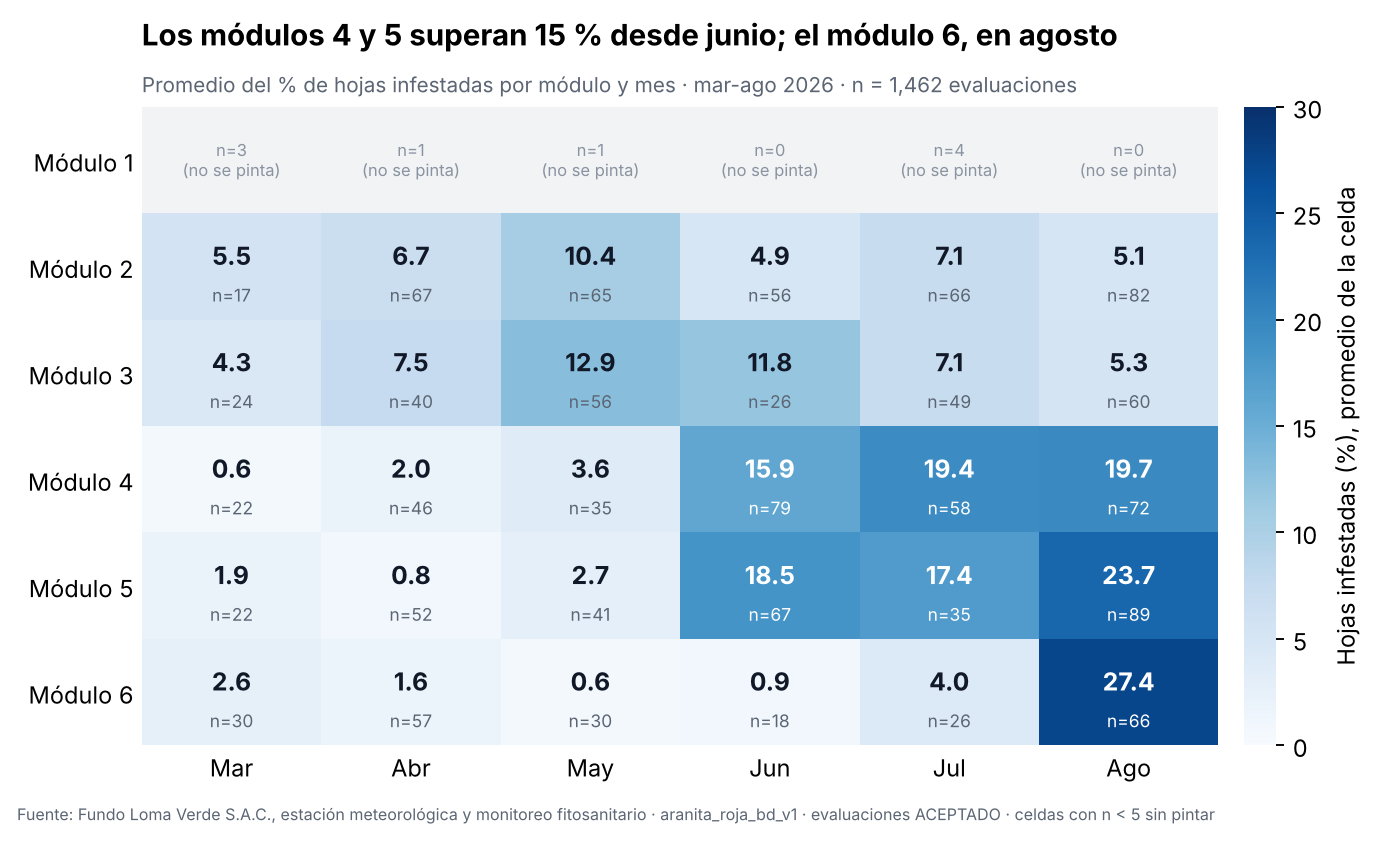 Los módulos 4 y 5 superan 15 % desde junio; el módulo 6, en agosto
Promedio del % de hojas infestadas por módulo y mes · mar-ago 2026 · n = 1,462 evaluaciones
Módulo 1
n=3
(no se pinta)
n=1
(no se pinta)
n=1
(no se pinta)
n=0
(no se pinta)
n=4
(no se pinta)
n=0
(no se pinta)
Módulo 2
5.5
n=17
6.7
n=67
10.4
n=65
4.9
n=56
7.1
n=66
5.1
n=82
Módulo 3
4.3
n=24
7.5
n=40
12.9
n=56
11.8
n=26
7.1
n=49
5.3
n=60
Módulo 4
0.6
n=22
2.0
n=46
3.6
n=35
15.9
n=79
19.4
n=58
19.7
n=72
Módulo 5
1.9
n=22
0.8
n=52
2.7
n=41
18.5
n=67
17.4
n=35
23.7
n=89
Módulo 6
2.6
n=30
1.6
n=57
0.6
n=30
0.9
n=18
4.0
n=26
27.4
n=66
Mar
Abr
May
Jun
Jul
Ago
30
25
20
15
10
5
0
Hojas infestadas (%), promedio de la celda
Fuente: Fundo Loma Verde S.A.C., estación meteorológica y monitoreo fitosanitario · aranita_roja_bd_v1 · evaluaciones ACEPTADO · celdas con n < 5 sin pintar